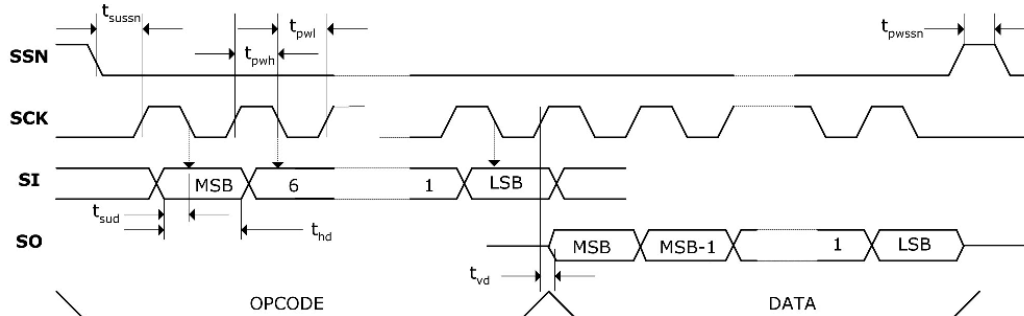 tsussn
tpwl
tpwssn
SSN
tpwh
SCK
SI
MSB
6
1
LSB
tsud
thd
SO
MSB
MSB-1
1
LSB
tvd
OPCODE
DATA